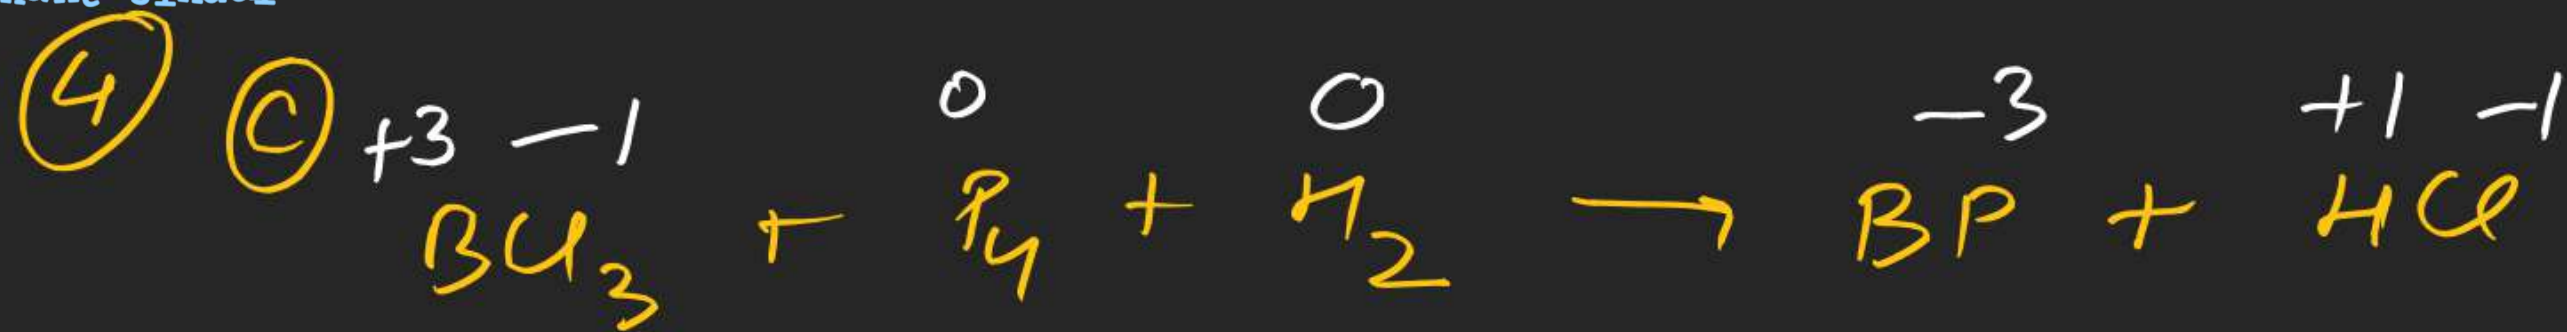 4 C +3 -1 0 0 -3 +1 -1
BCl3 + P4 + H2 → BP + HCl